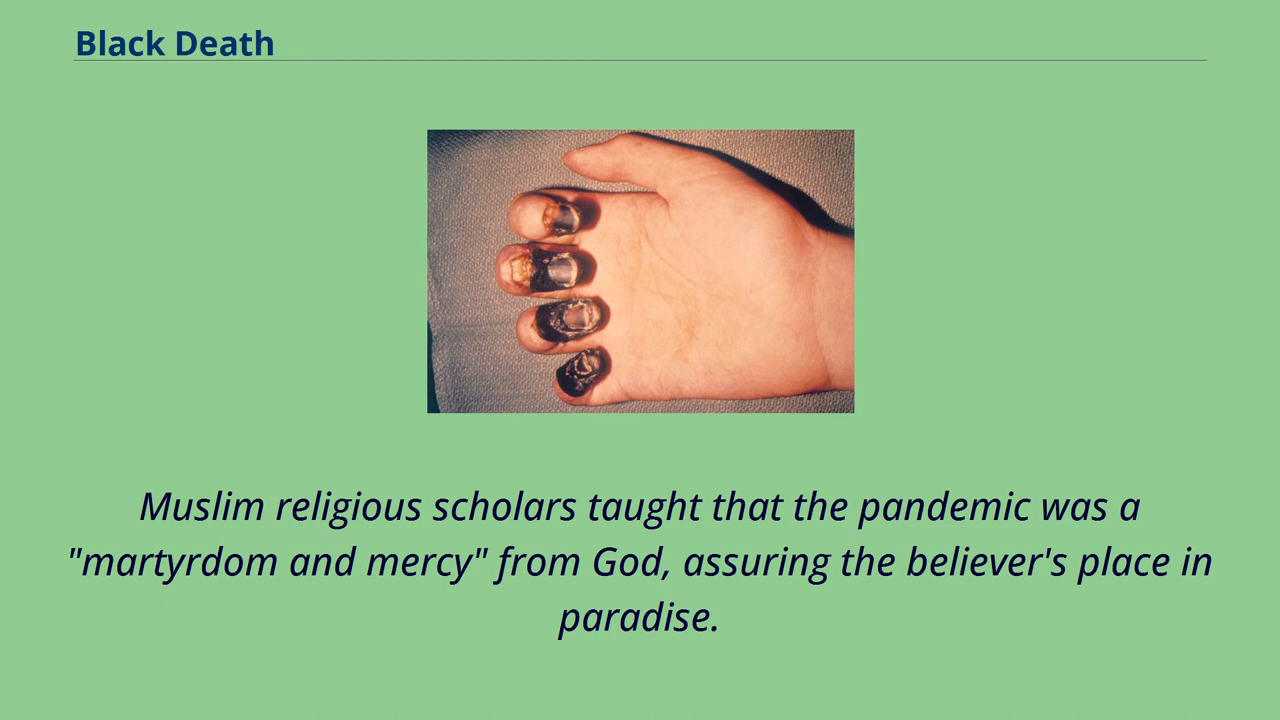 Black Death
Muslim religious scholars taught that the pandemic was a
"martyrdom and mercy" from God, assuring the believer's place in
paradise.